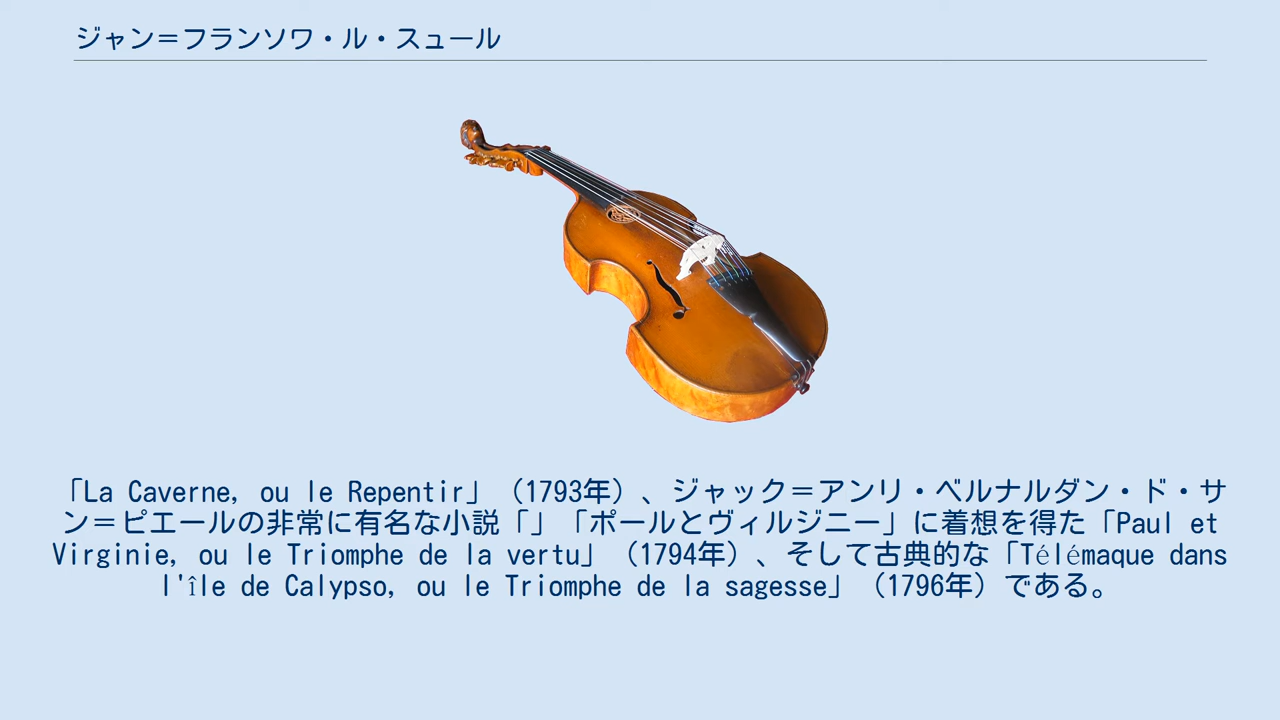 ジャン＝フランソワ・ル・スュール
「La Caverne, ou le Repentir」（1793年）、ジャック＝アンリ・ベルナルダン・ド・サ
ン＝ピエールの非常に有名な小説「」「ポールとヴィルジニー」に着想を得た「Paul et
Virginie, ou le Triomphe de la vertu」（1794年）、そして古典的な「Télémaque dans
l'île de Calypso, ou le Triomphe de la sagesse」（1796年）である。